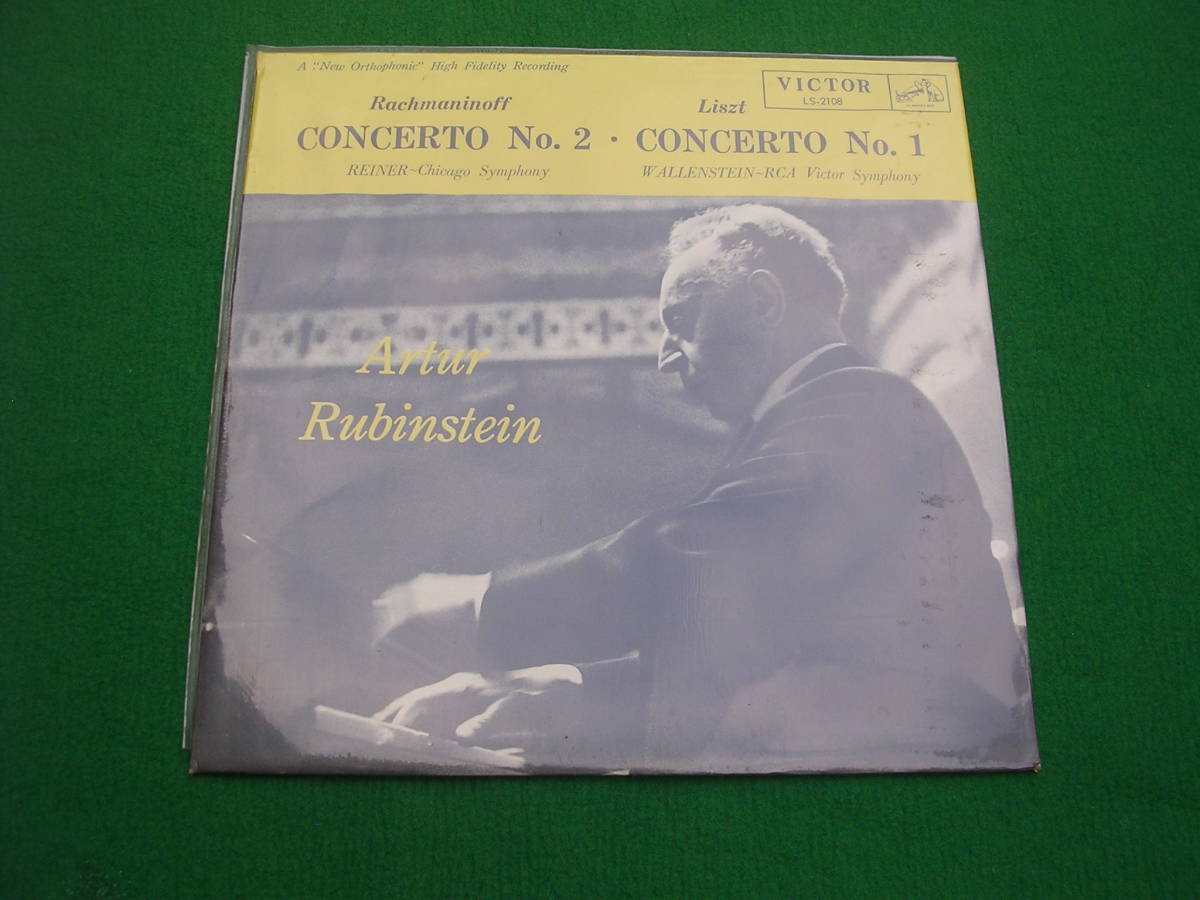 A "New Orthophonic" High Fidelity Recording
VICTOR
LS-2108
Rachmaninoff
CONCERTO No. 2 · CONCERTO No. 1
Liszt
REINER~Chicago Symphony
WALLENSTEIN~RCA Victor Symphony
Artur
Rubinstein